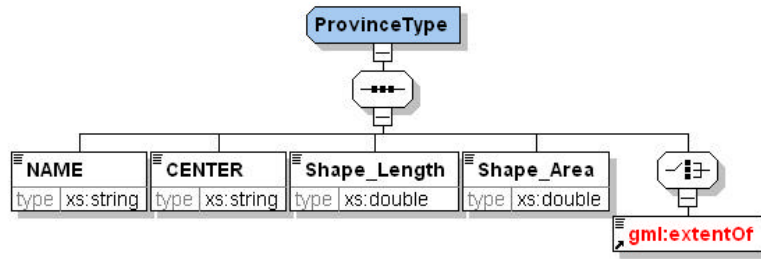 ProvinceType
NAME CENTER Shape_Length Shape_Area
type xs:string type xs:string type xs:double type xs:double
gml:extentOf